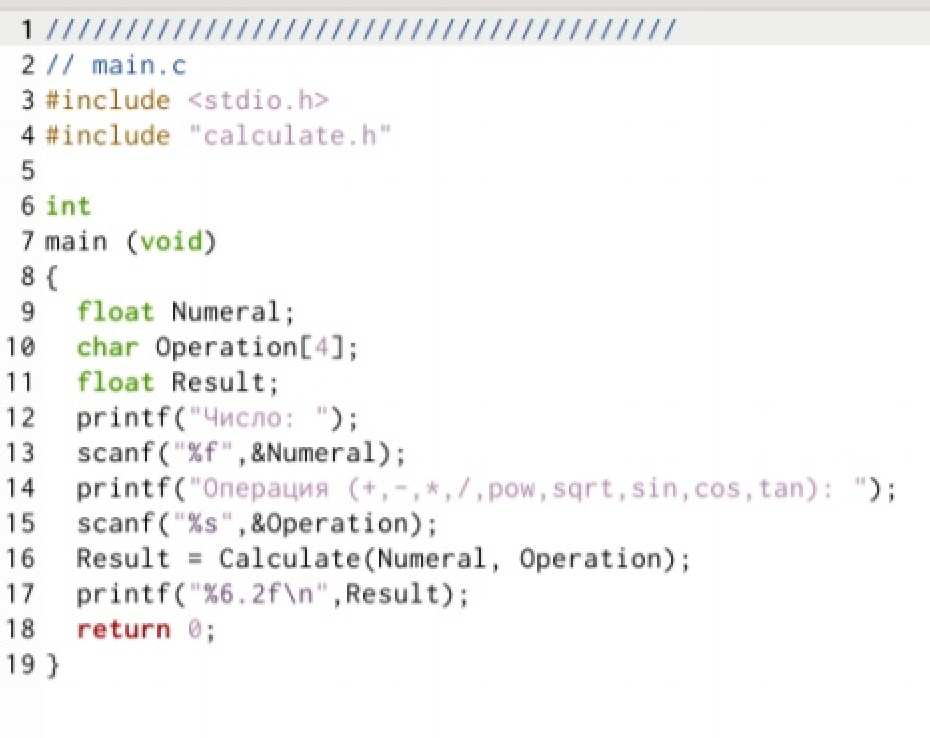 1 ////////////////////////////////////////
2 // main.c
3 #include <stdio.h>
4 #include "calculate.h"
5
6 int
7 main (void)
8 {
9   float Numeral;
10   char Operation[4];
11   float Result;
12   printf("Число: ");
13   scanf("%f",&Numeral);
14   printf("Операция (+,-,*,/,pow,sqrt,sin,cos,tan): ");
15   scanf("%s",&Operation);
16   Result = Calculate(Numeral, Operation);
17   printf("%6.2f\n",Result);
18   return 0;
19 }